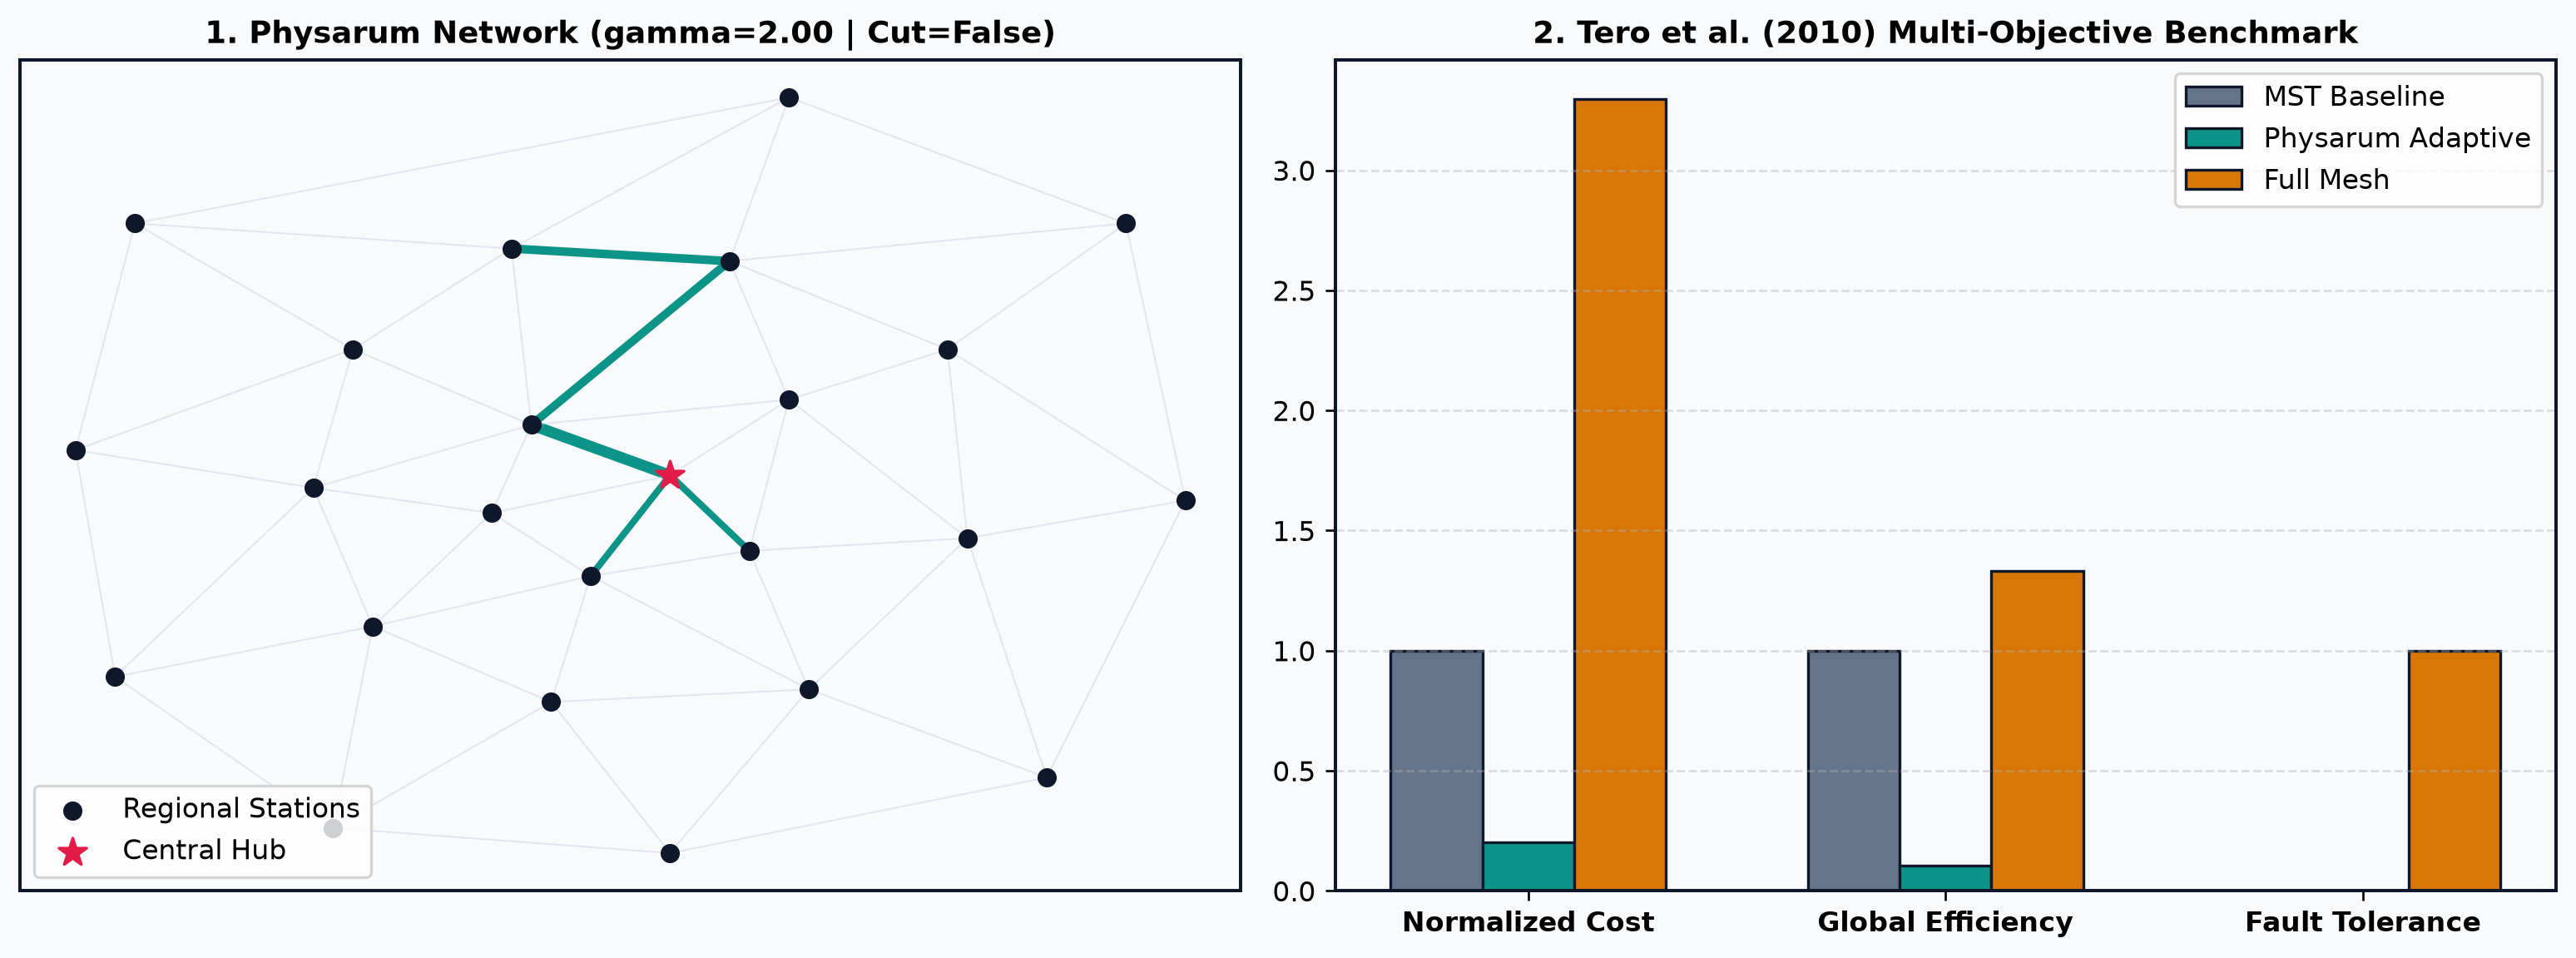 1. Physarum Network (gamma=2.00 | Cut=False)
Regional Stations
Central Hub
2. Tero et al. (2010) Multi-Objective Benchmark
MST Baseline
Physarum Adaptive
Full Mesh
3.0
2.5
2.0
1.5
1.0
0.5
0.0
Normalized Cost
Global Efficiency
Fault Tolerance